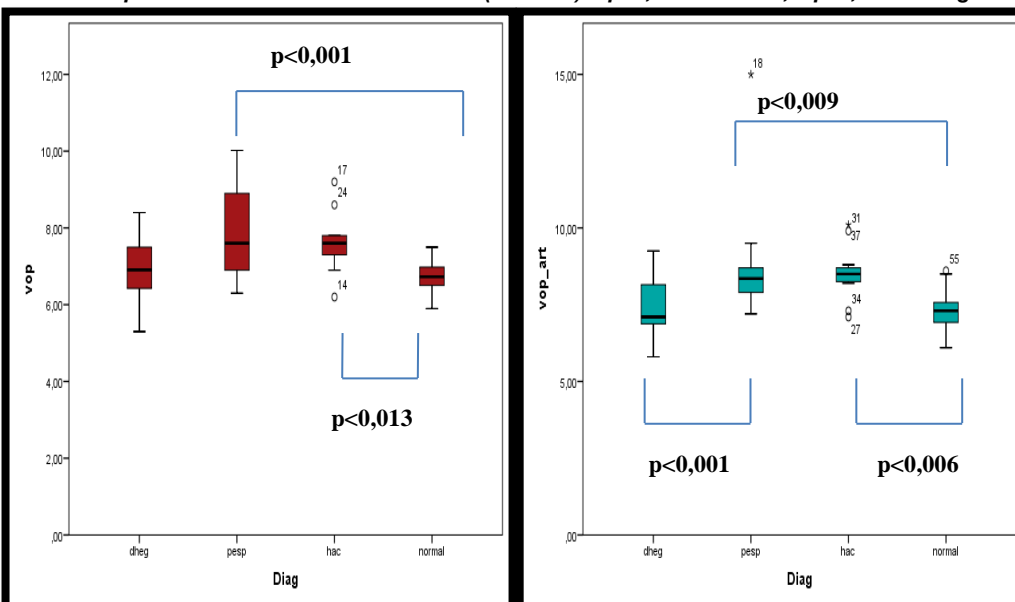 p<0,001
12,00
10,00
17
24
8,00
vop
14
6,00
4,00
p<0,013
2,00
,00
dheg pesp hac normal
Diag
18
15,00
p<0,009
10,00
31
37
55
vop_art
34
27
5,00
p<0,001 p<0,006
,00
dheg pesp hac normal
Diag